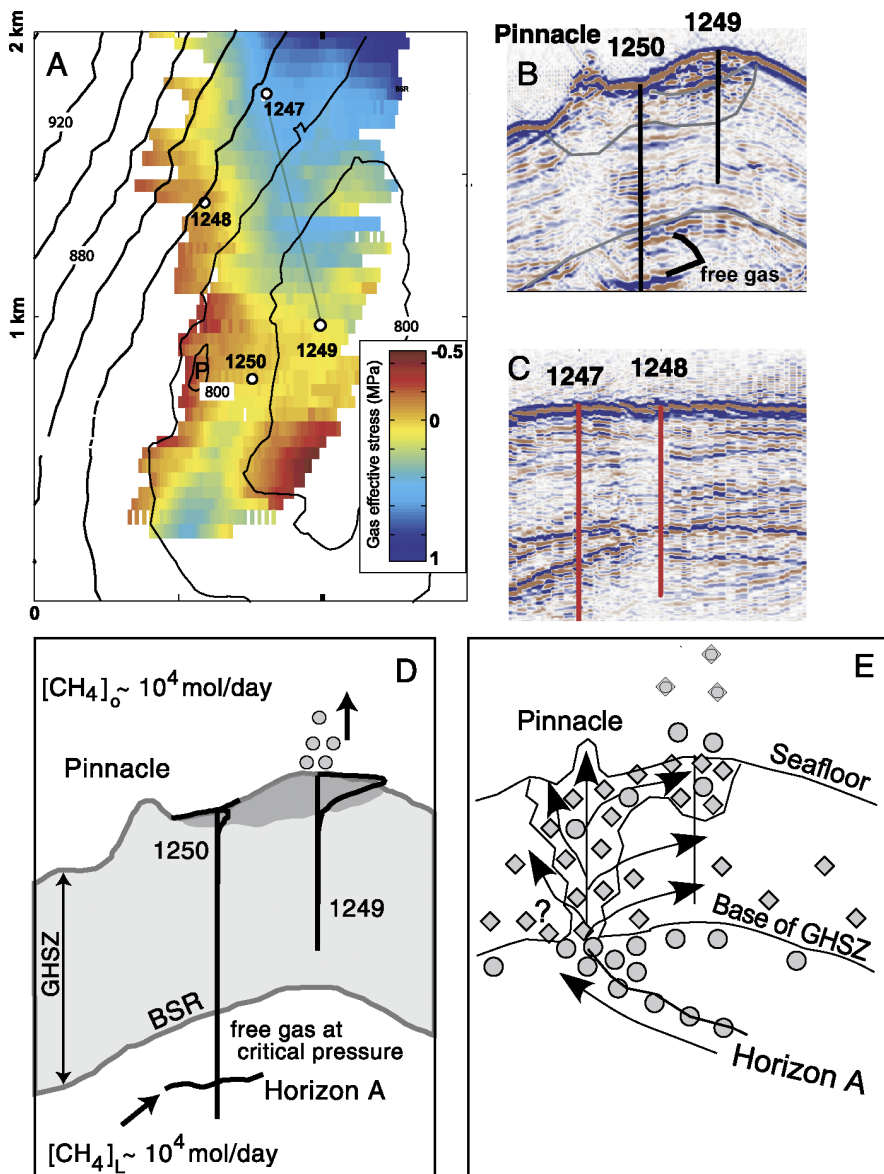 2 km
A
BSR
1247
920
1248
880
1 km
800
1249
1250
P
800
Gas effective stress (MPa)
-0.5
0
1
0
Pinnacle
1250
1249
B
free gas
C
1247
1248
D
[CH4]o~ 10^4 mol/day
Pinnacle
1250
1249
GHSZ
BSR
free gas at
critical pressure
Horizon A
[CH4]L~ 10^4 mol/day
E
Pinnacle
Seafloor
?
Base of GHSZ
Horizon A